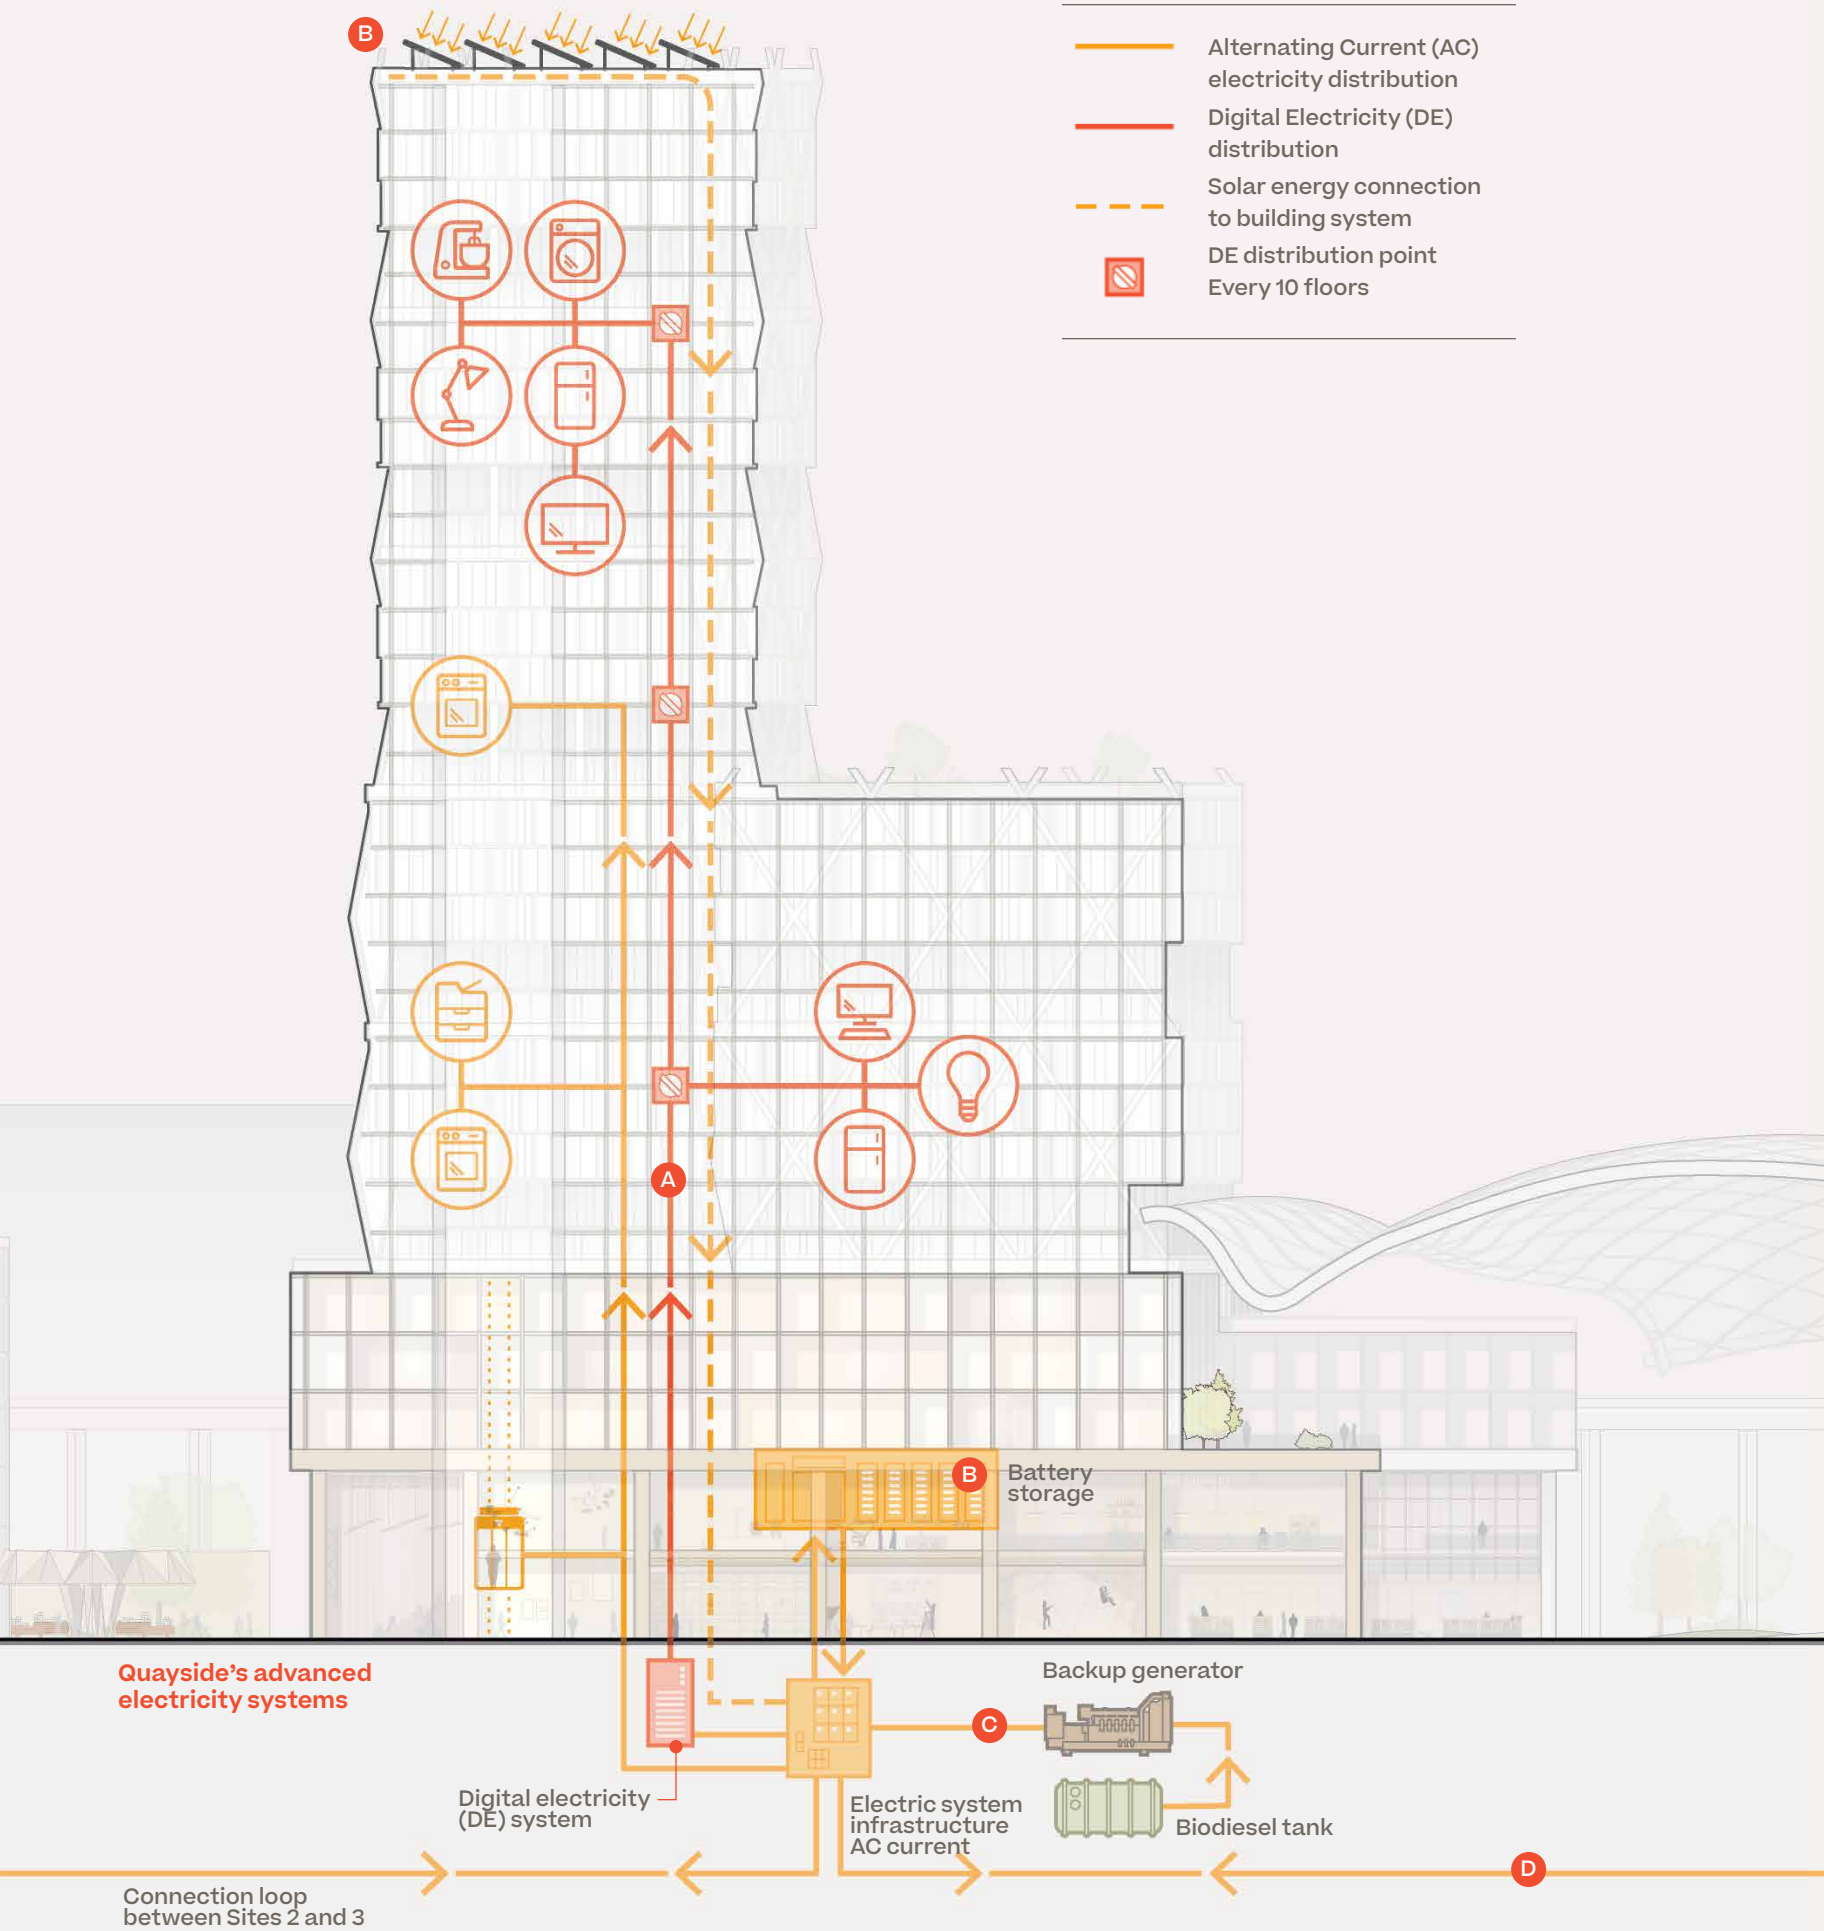 B
Alternating Current (AC)
electricity distribution
Digital Electricity (DE)
distribution
Solar energy connection
to building system
DE distribution point
Every 10 floors
A
B
Battery
storage
Quayside's advanced
electricity systems
Backup generator
C
Digital electricity
(DE) system
Electric system
infrastructure
AC current
Biodiesel tank
D
Connection loop
between Sites 2 and 3